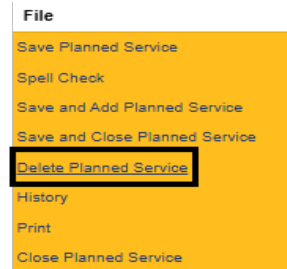 File
Save Planned Service
Spell Check
Save and Add Planned Service
Save and Close Planned Service
Delete Planned Service
History
Print
Close Planned Service